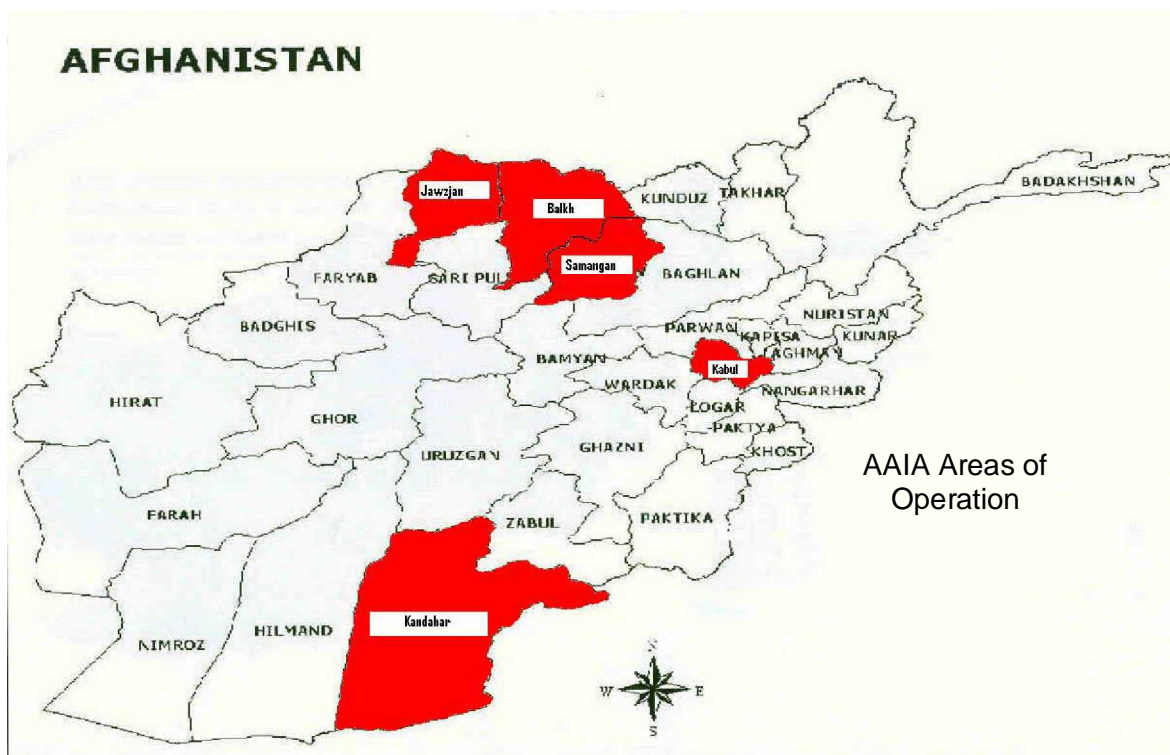 AFGHANISTAN
Jawzjan
Balkh
KUNDUZ
TAKHAR
BADAKHSHAN
Samangan
FARYAB
SARI PUL
BAGHLAN
BADGHIS
NURISTAN
PARWAN
KAPISA
KUNAR
LAGHMAN
BAMYAN
Kabul
WARDAK
NANGARHAR
HIRAT
GHOR
LOGAR
PAKTYA
URUZGAN
GHAZNI
KHOST
AAIA Areas of
Operation
FARAH
ZABUL
PAKTIKA
Kandahar
HILMAND
NIMROZ
N
W
E
S